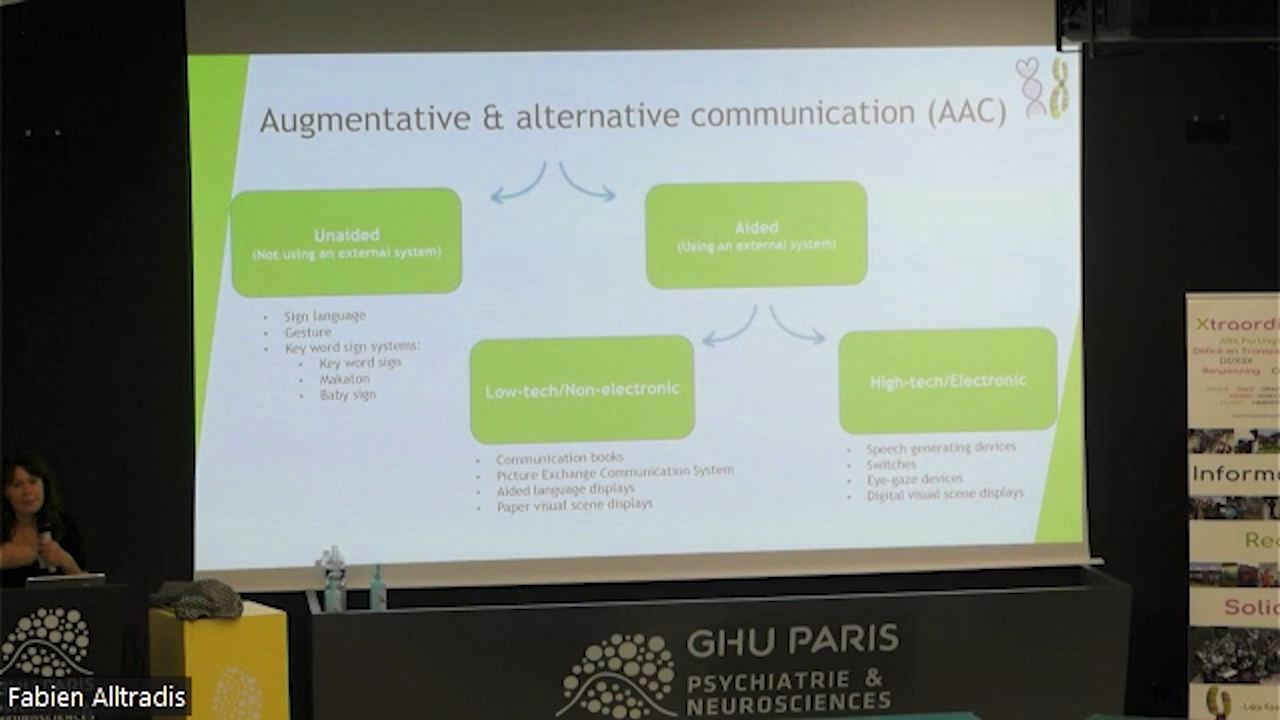 Augmentative & alternative communication (AAC)
Unaided
(Not using an external system)
Aided
(Using an external system)
• Sign language
• Gesture
• Key word sign systems:
• Key word sign
• Makaton
• Baby sign
Low-tech/Non-electronic
High-tech/Electronic
• Communication books
• Picture Exchange Communication System
• Aided language displays
• Paper visual scene displays
• Speech generating devices
• Switches
• Eye-gaze devices
• Digital visual scene displays
Xtraord
Inform
Re
Solid
GHU PARIS
PSYCHIATRIE &
NEUROSCIENCES
Fabien Alltradis